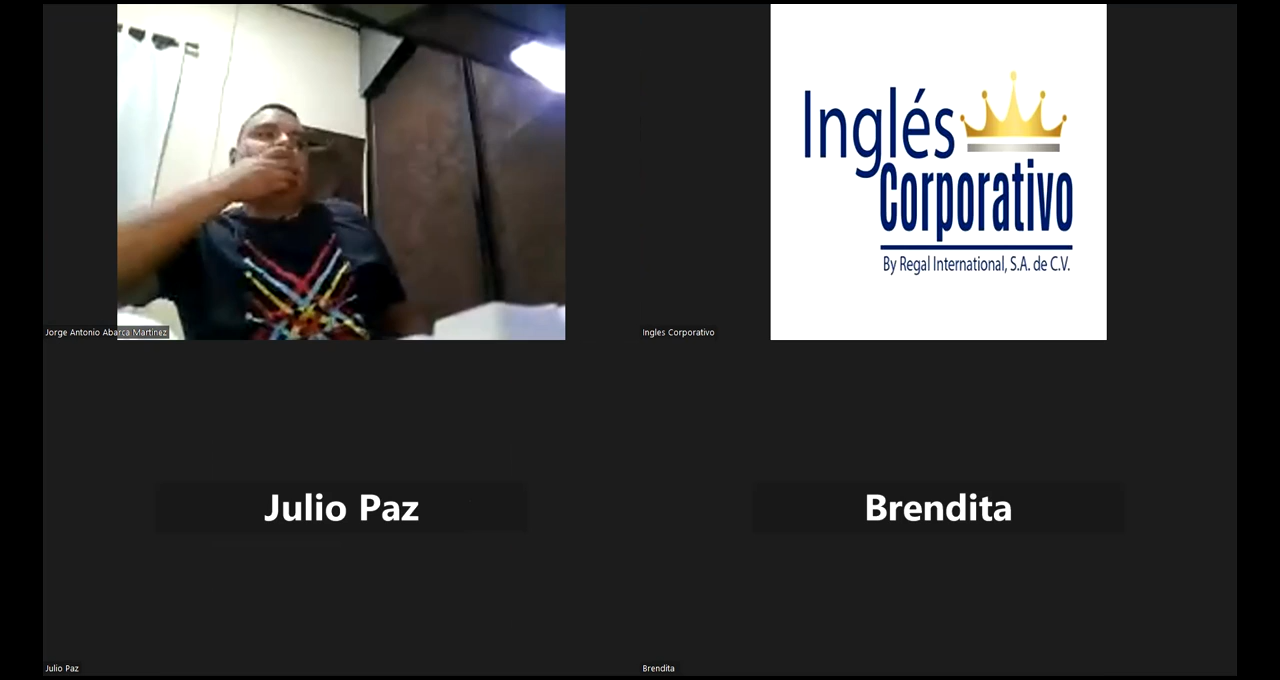 Inglés
Corporativo
By Regal International, S.A. de C.V.
Jorge Antonio Abarca Martinez
Ingles Corporativo
Julio Paz
Brendita
Julio Paz
Brendita